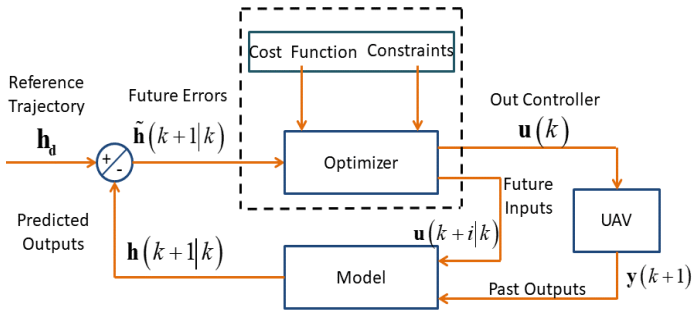 Cost Function Constraints
Reference
Trajectory
h_d
Future Errors
h̃(k+1|k)
+
-
Optimizer
Out Controller
u(k)
Future
Inputs
UAV
Predicted
Outputs
h(k+1|k)
u(k+i|k)
Model
Past Outputs
y(k+1)